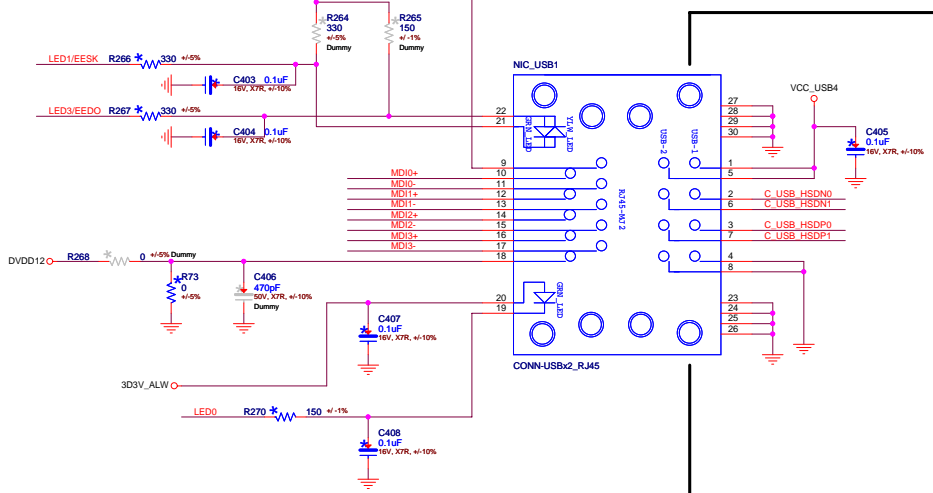 R264
330
+/-5%
Dummy
R265
150
+/-1%
Dummy
LED1/EESK
R266
330
+/-5%
C403
0.1uF
16V, X7R, +/-10%
LED3/EEDO
R267
330
+/-5%
C404
0.1uF
16V, X7R, +/-10%
NIC_USB1
22
21
GRN_LED
YLW_LED
9
10
11
12
13
14
15
16
17
18
MDI0+
MDI0-
MDI1+
MDI1-
MDI2+
MDI2-
MDI3+
MDI3-
RJ45-MJ2
USB-2
USB-1
27
28
29
30
1
5
2
6
3
7
4
8
23
24
25
26
VCC_USB4
C405
0.1uF
16V, X7R, +/-10%
C_USB_HSDN0
C_USB_HSDN1
C_USB_HSDP0
C_USB_HSDP1
DVDD12
R268
0
+/-5% Dummy
R73
0
+/-5%
C406
470pF
50V, X7R, +/-10%
Dummy
20
19
GRN_LED
C407
0.1uF
16V, X7R, +/-10%
CONN-USBx2_RJ45
3D3V_ALW
LED0
R270
150
+/-1%
C408
0.1uF
16V, X7R, +/-10%